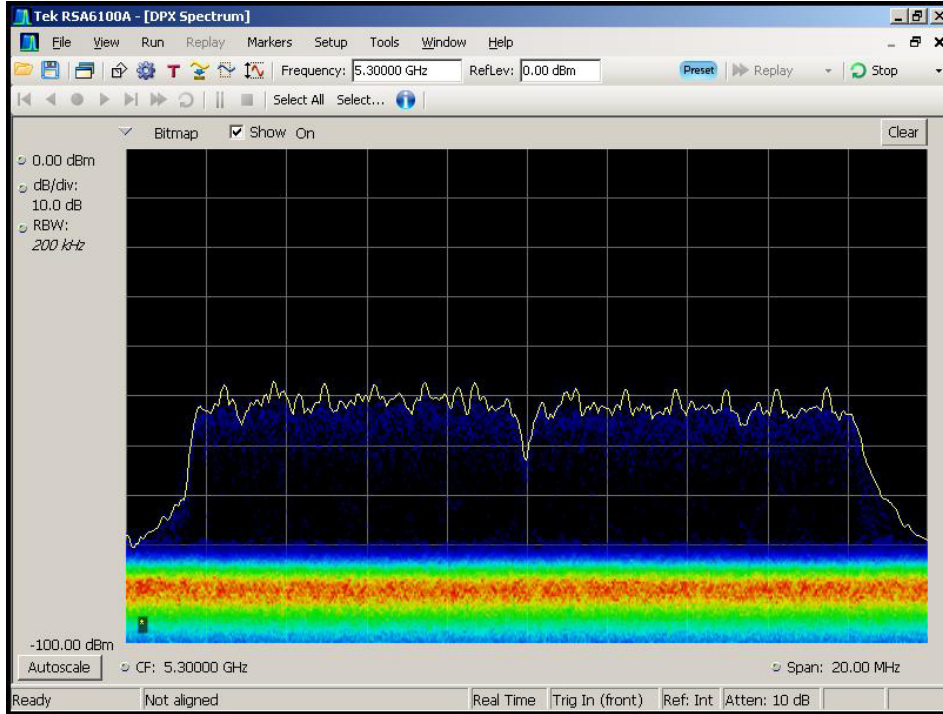 Tek RSA6100A - [DPX Spectrum]
File View Run Replay Markers Setup Tools Window Help
Frequency: 5.30000 GHz RefLev: 0.00 dBm Preset Replay Stop
Select All Select...
Bitmap Show On Clear
0.00 dBm
dB/div:
10.0 dB
RBW:
200 kHz
-100.00 dBm
Autoscale CF: 5.30000 GHz Span: 20.00 MHz
Ready Not aligned Real Time Trig In (front) Ref: Int Atten: 10 dB